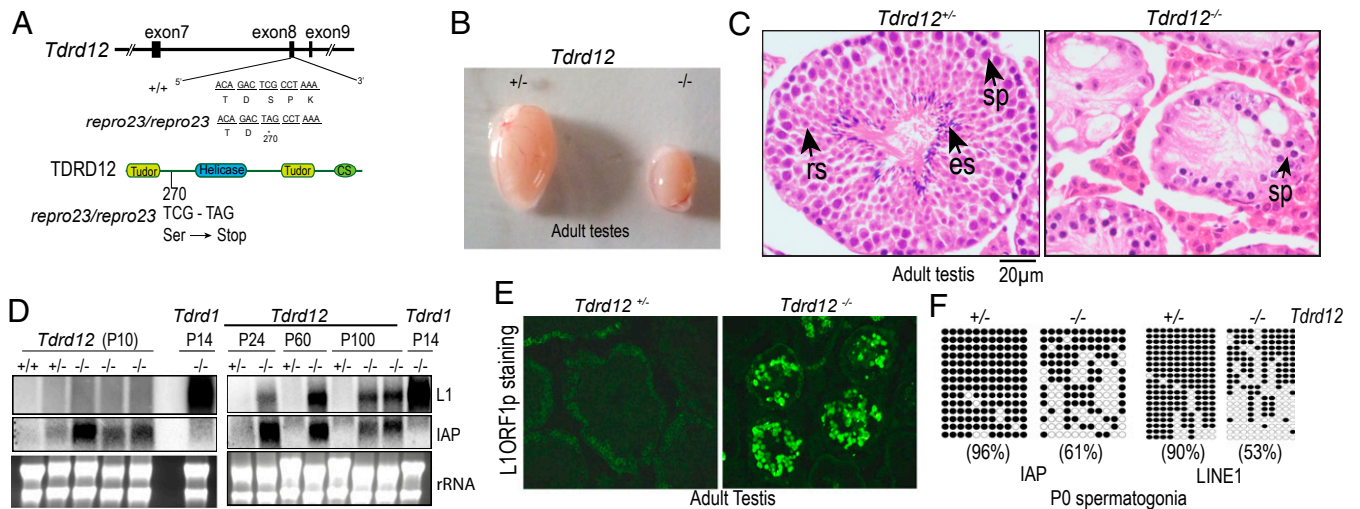 A
exon7 exon8 exon9
Tdrd12
5' 3'
+/+ ACA GAC TCG CCT AAA
T D S P K
repro23/repro23 ACA GAC TAG CCT AAA
T D *
270
TDRD12 Tudor Helicase Tudor CS
270
repro23/repro23 TCG - TAG
Ser → Stop
B
Tdrd12
+/- -/-
Adult testes
C
Tdrd12+/- Tdrd12-/-
sp
rs es
sp
Adult testis 20µm
D
Tdrd1 Tdrd12 Tdrd1
Tdrd12 (P10) P14 P24 P60 P100 P14
+/+ +/- -/- -/- -/- -/- +/- -/- +/- -/- +/- -/- -/- -/-
L1
IAP
rRNA
E
Tdrd12 +/- Tdrd12 -/-
L1ORF1p staining
Adult Testis
F
+/- -/- +/- -/- Tdrd12
(96%) (61%) (90%) (53%)
IAP LINE1
P0 spermatogonia